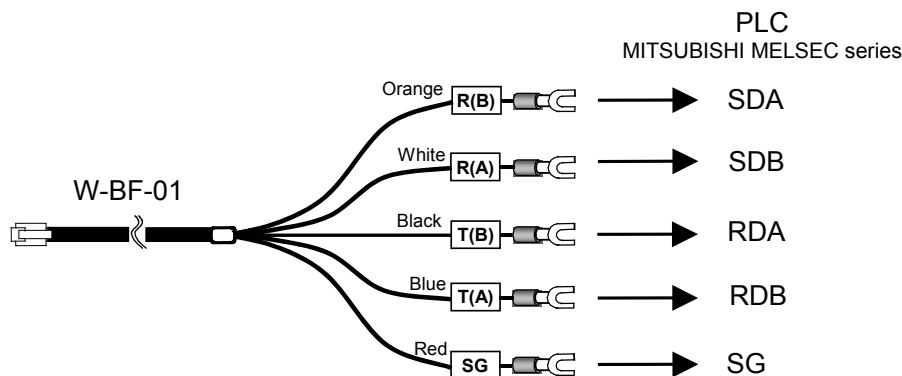 PLC
MITSUBISHI MELSEC series
Orange R(B) SDA
White R(A) SDB
W-BF-01
Black T(B) RDA
Blue T(A) RDB
Red SG SG